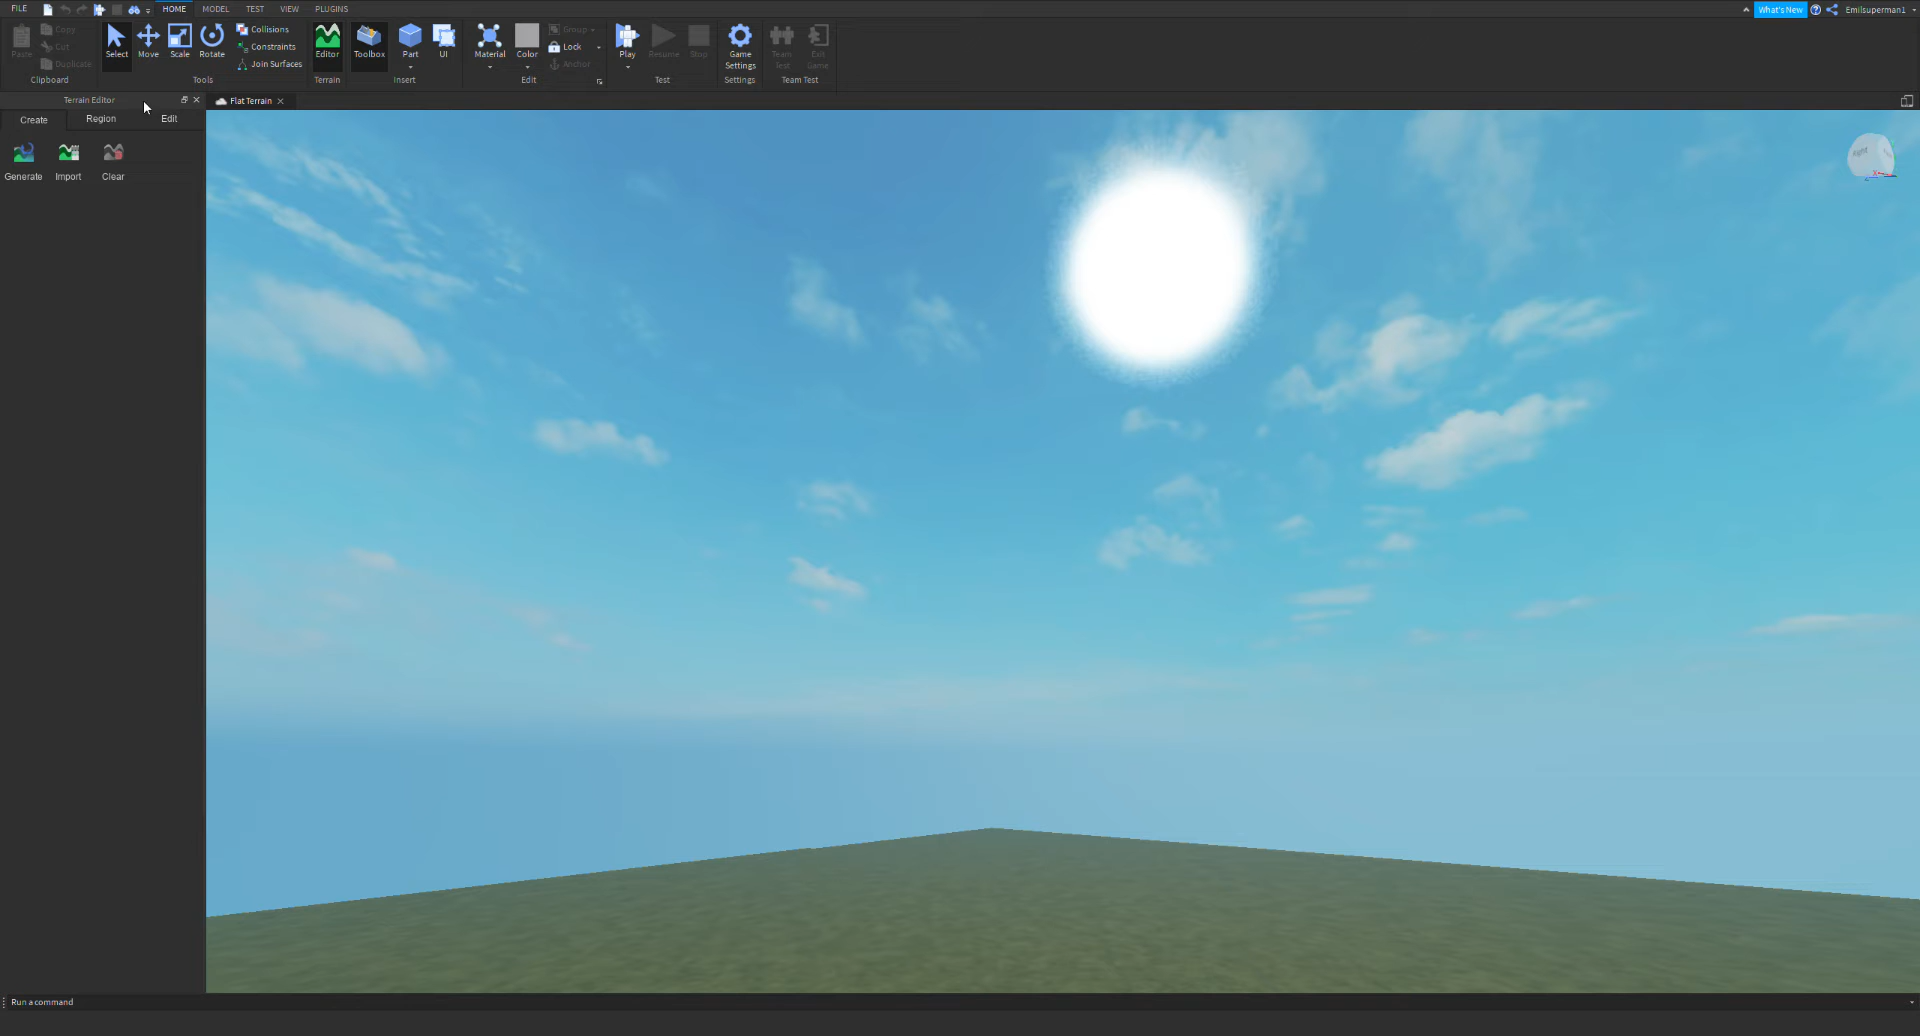 FILE HOME MODEL TEST VIEW PLUGINS What's New Emilsuperman1
Paste Copy Cut Duplicate Select Move Scale Rotate Collisions Constraints Join Surfaces Editor Toolbox Part UI Material Color Group Lock Anchor Play Resume Stop Game Settings Team Test Exit Game
Clipboard Tools Terrain Insert Edit Test Settings Team Test
Terrain Editor Flat Terrain
Create Region Edit
Generate Import Clear
Right
Run a command